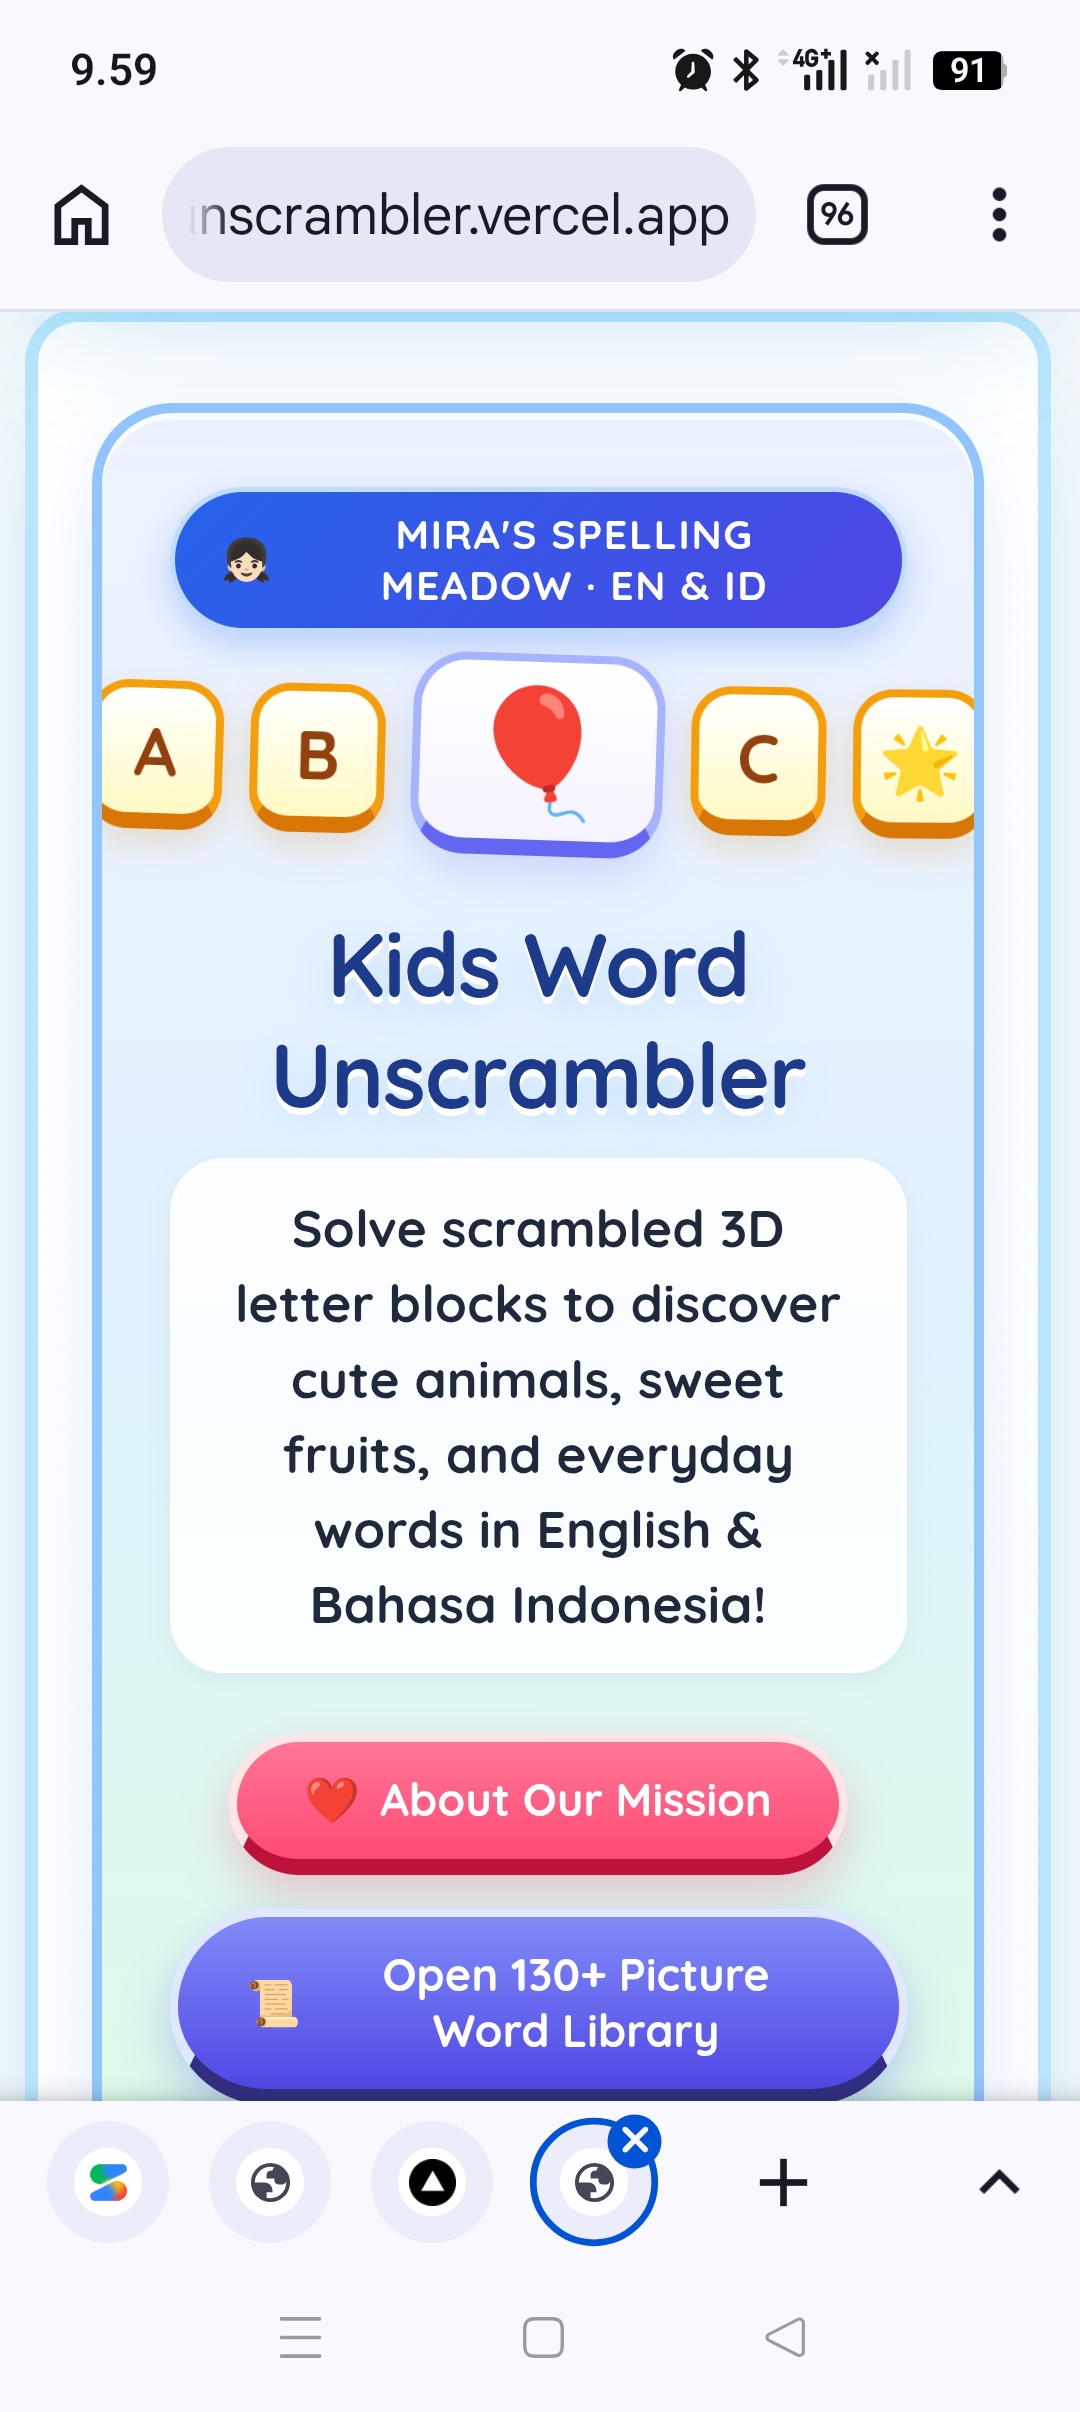 9.59
4G+
91
nscrambler.vercel.app
96
MIRA'S SPELLING
MEADOW · EN & ID
A B C
Kids Word
Unscrambler
Solve scrambled 3D
letter blocks to discover
cute animals, sweet
fruits, and everyday
words in English &
Bahasa Indonesia!
About Our Mission
Open 130+ Picture
Word Library